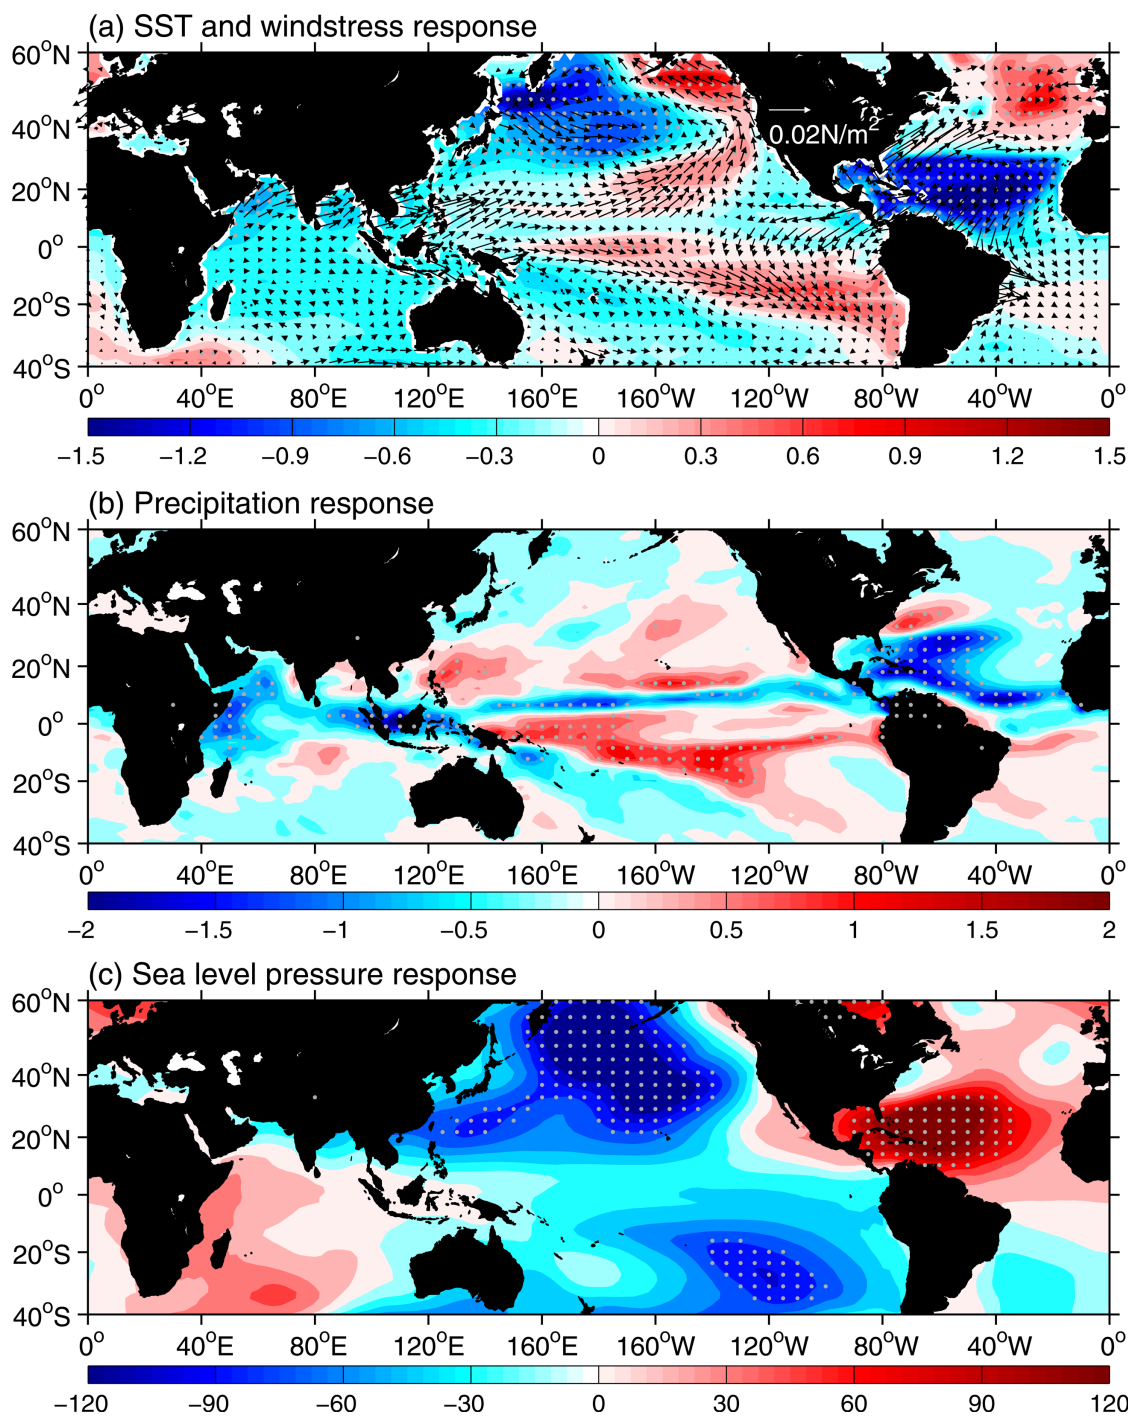 (a) SST and windstress response
60°N
40°N
20°N
0°
20°S
40°S
0.02N/m²
0° 40°E 80°E 120°E 160°E 160°W 120°W 80°W 40°W 0°
−1.5 −1.2 −0.9 −0.6 −0.3 0 0.3 0.6 0.9 1.2 1.5
(b) Precipitation response
60°N
40°N
20°N
0°
20°S
40°S
0° 40°E 80°E 120°E 160°E 160°W 120°W 80°W 40°W 0°
−2 −1.5 −1 −0.5 0 0.5 1 1.5 2
(c) Sea level pressure response
60°N
40°N
20°N
0°
20°S
40°S
0° 40°E 80°E 120°E 160°E 160°W 120°W 80°W 40°W 0°
−120 −90 −60 −30 0 30 60 90 120